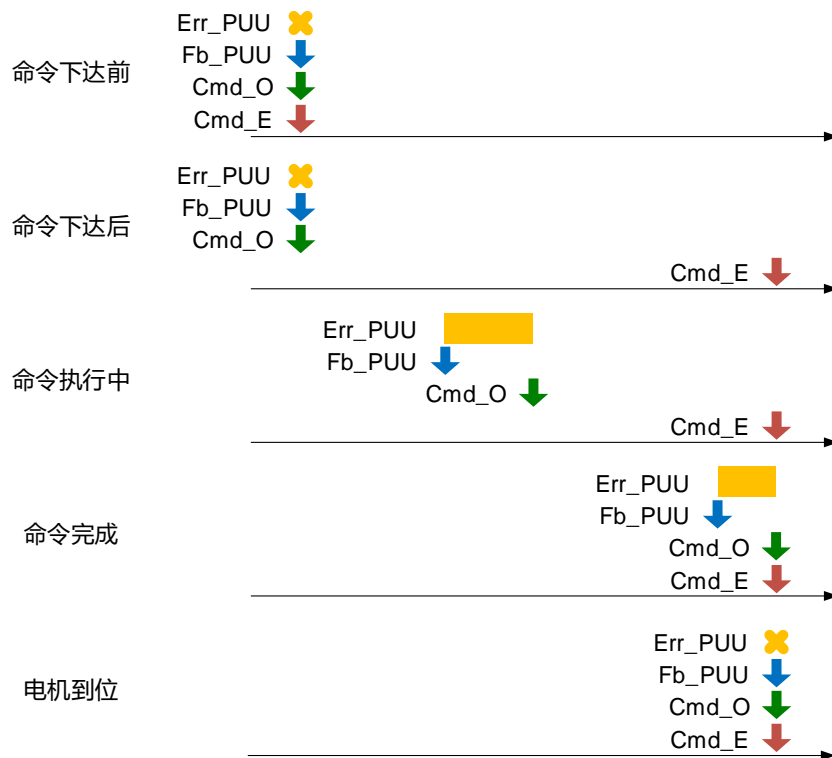 Err_PUU
Fb_PUU
命令下达前
Cmd_O
Cmd_E
Err_PUU
Fb_PUU
命令下达后
Cmd_O
Cmd_E
Err_PUU
Fb_PUU
命令执行中
Cmd_O
Cmd_E
Err_PUU
Fb_PUU
命令完成
Cmd_O
Cmd_E
Err_PUU
Fb_PUU
电机到位
Cmd_O
Cmd_E